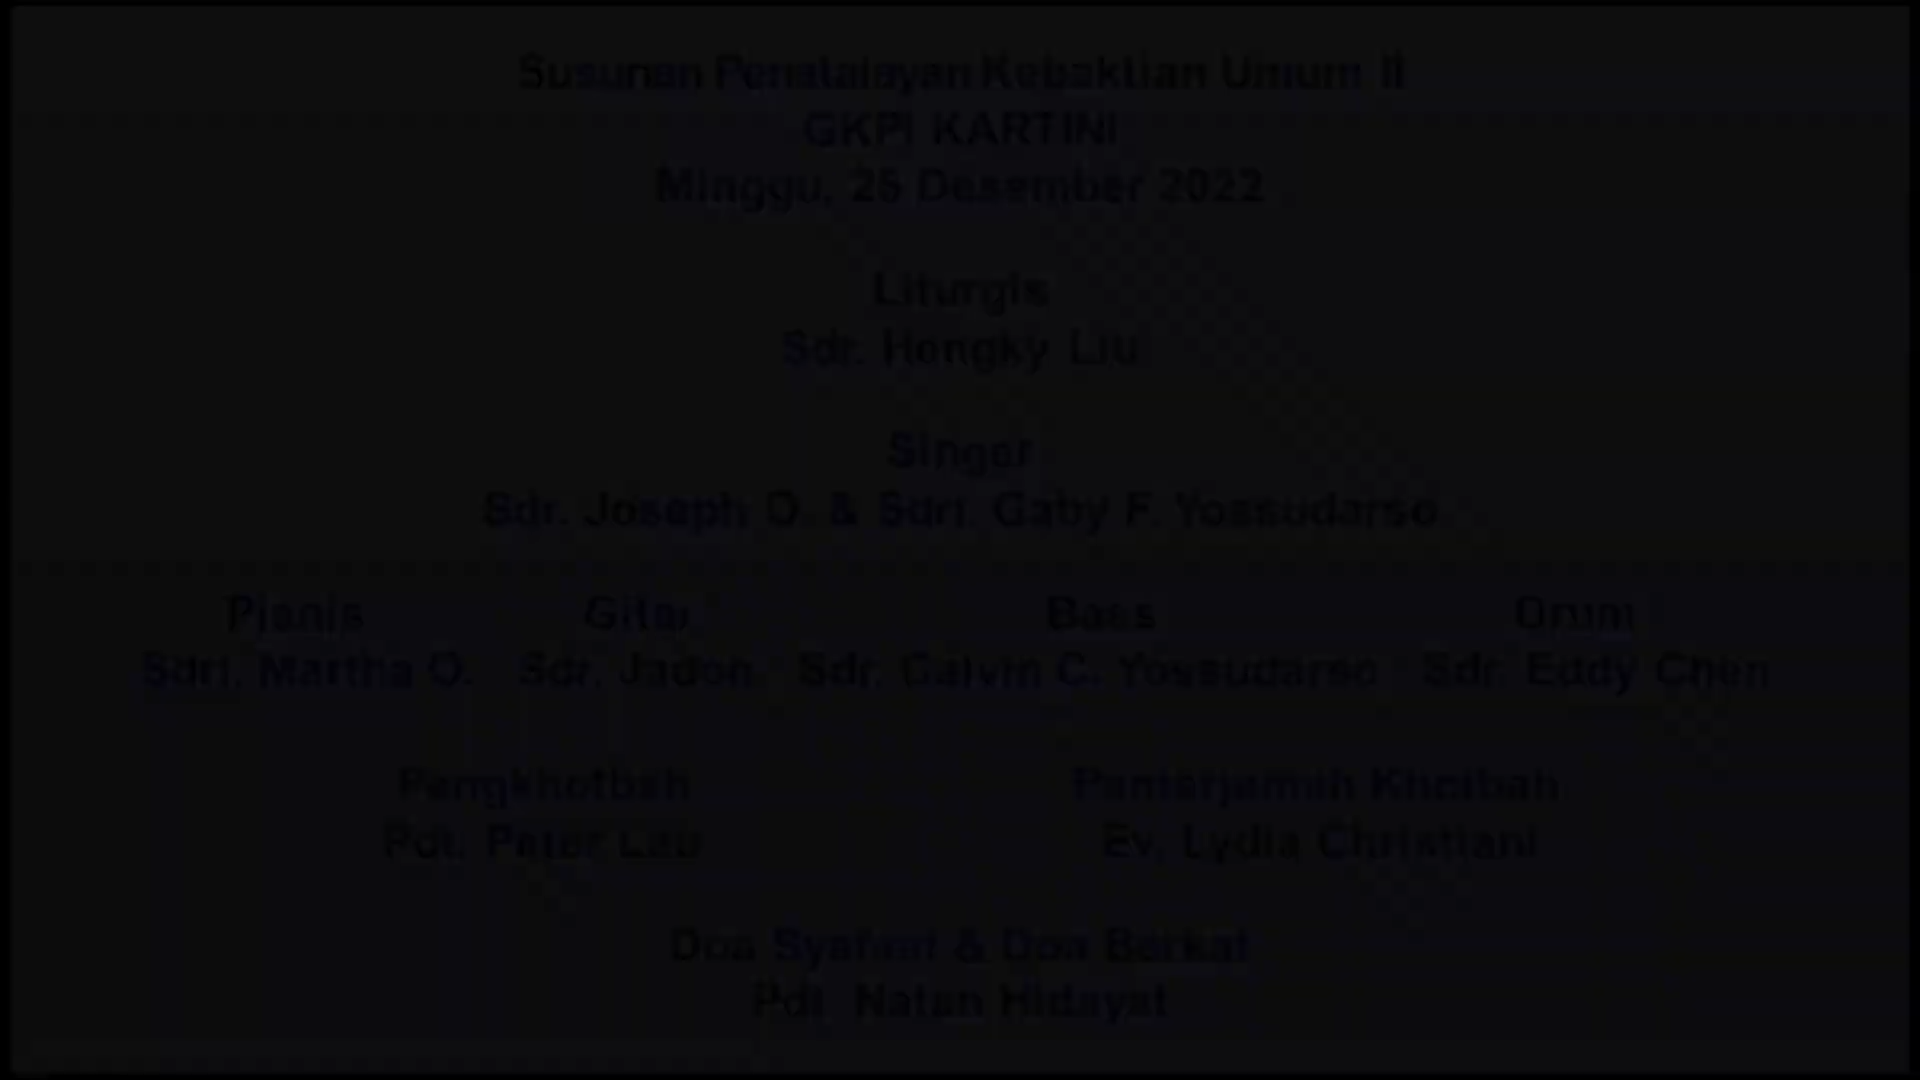 Susunan Penatalayan Kebaktian Umum II
GKPI KARTINI
Minggu, 25 Desember 2022
Liturgis
Sdr. Hengky Liu
Singer
Sdr. Joseph O. & Sdri. Gaby F. Yossudarso
Pianis Gitar Bass Drum
Sdri. Martha O. Sdr. Jadon Sdr. Calvin C. Yossudarso Sdr. Eddy Chen
Pengkhotbah Penterjemah Khotbah
Pdt. Peter Lau Ev. Lydia Christiani
Doa Syafaat & Doa Berkat
Pdt. Natan Hidayat